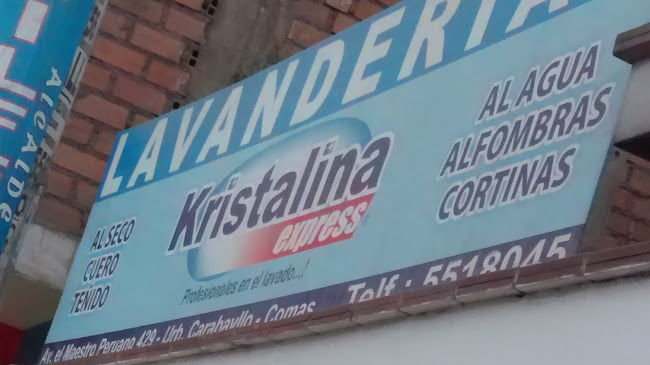 LAVANDERIA
Kristalina
express
Profesionales en el lavado...!
AL SECO
CUERO
TEÑIDO
AL AGUA
ALFOMBRAS
CORTINAS
Telf.: 5518045
Av. el Maestro Peruano 429 - Urb. Carabayllo - Comas
Alcalde